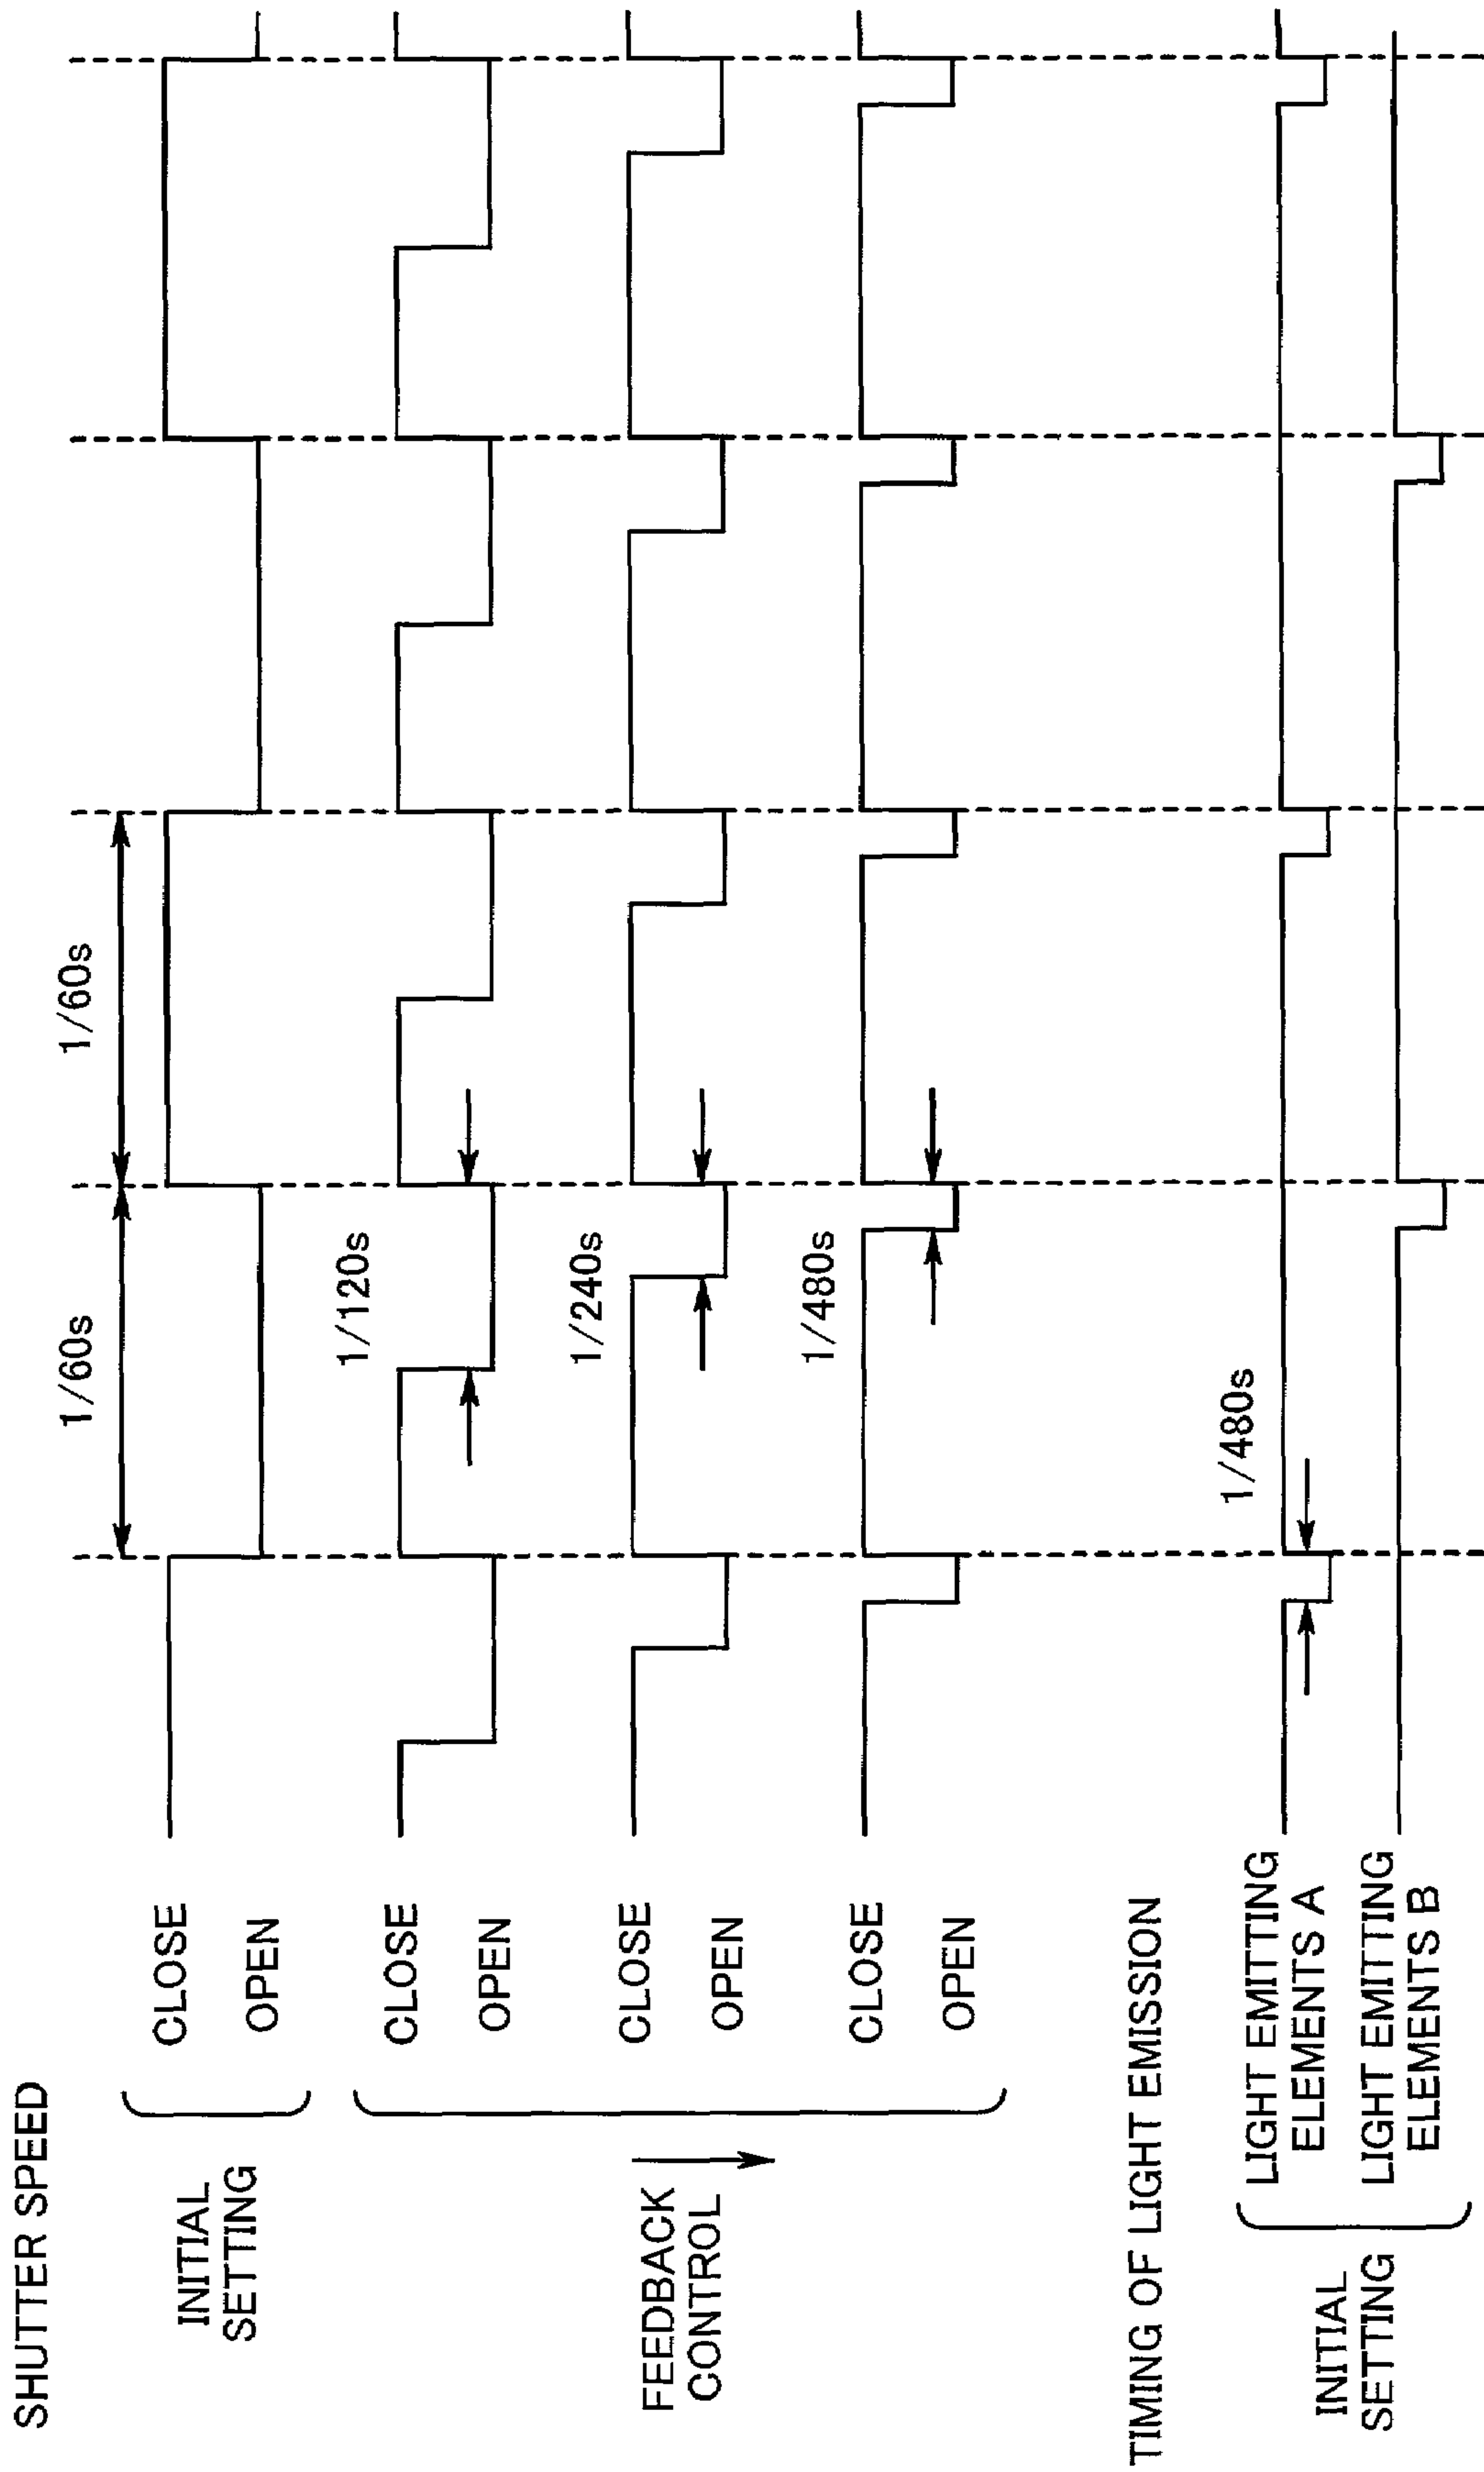 SHUTTER SPEED
1/60s
1/60s
INITIAL
SETTING
CLOSE
OPEN
1/120s
CLOSE
OPEN
FEEDBACK
CONTROL
1/240s
CLOSE
OPEN
1/480s
CLOSE
OPEN
TIMING OF LIGHT EMISSION
1/480s
INITIAL
SETTING
LIGHT EMITTING
ELEMENTS A
LIGHT EMITTING
ELEMENTS B